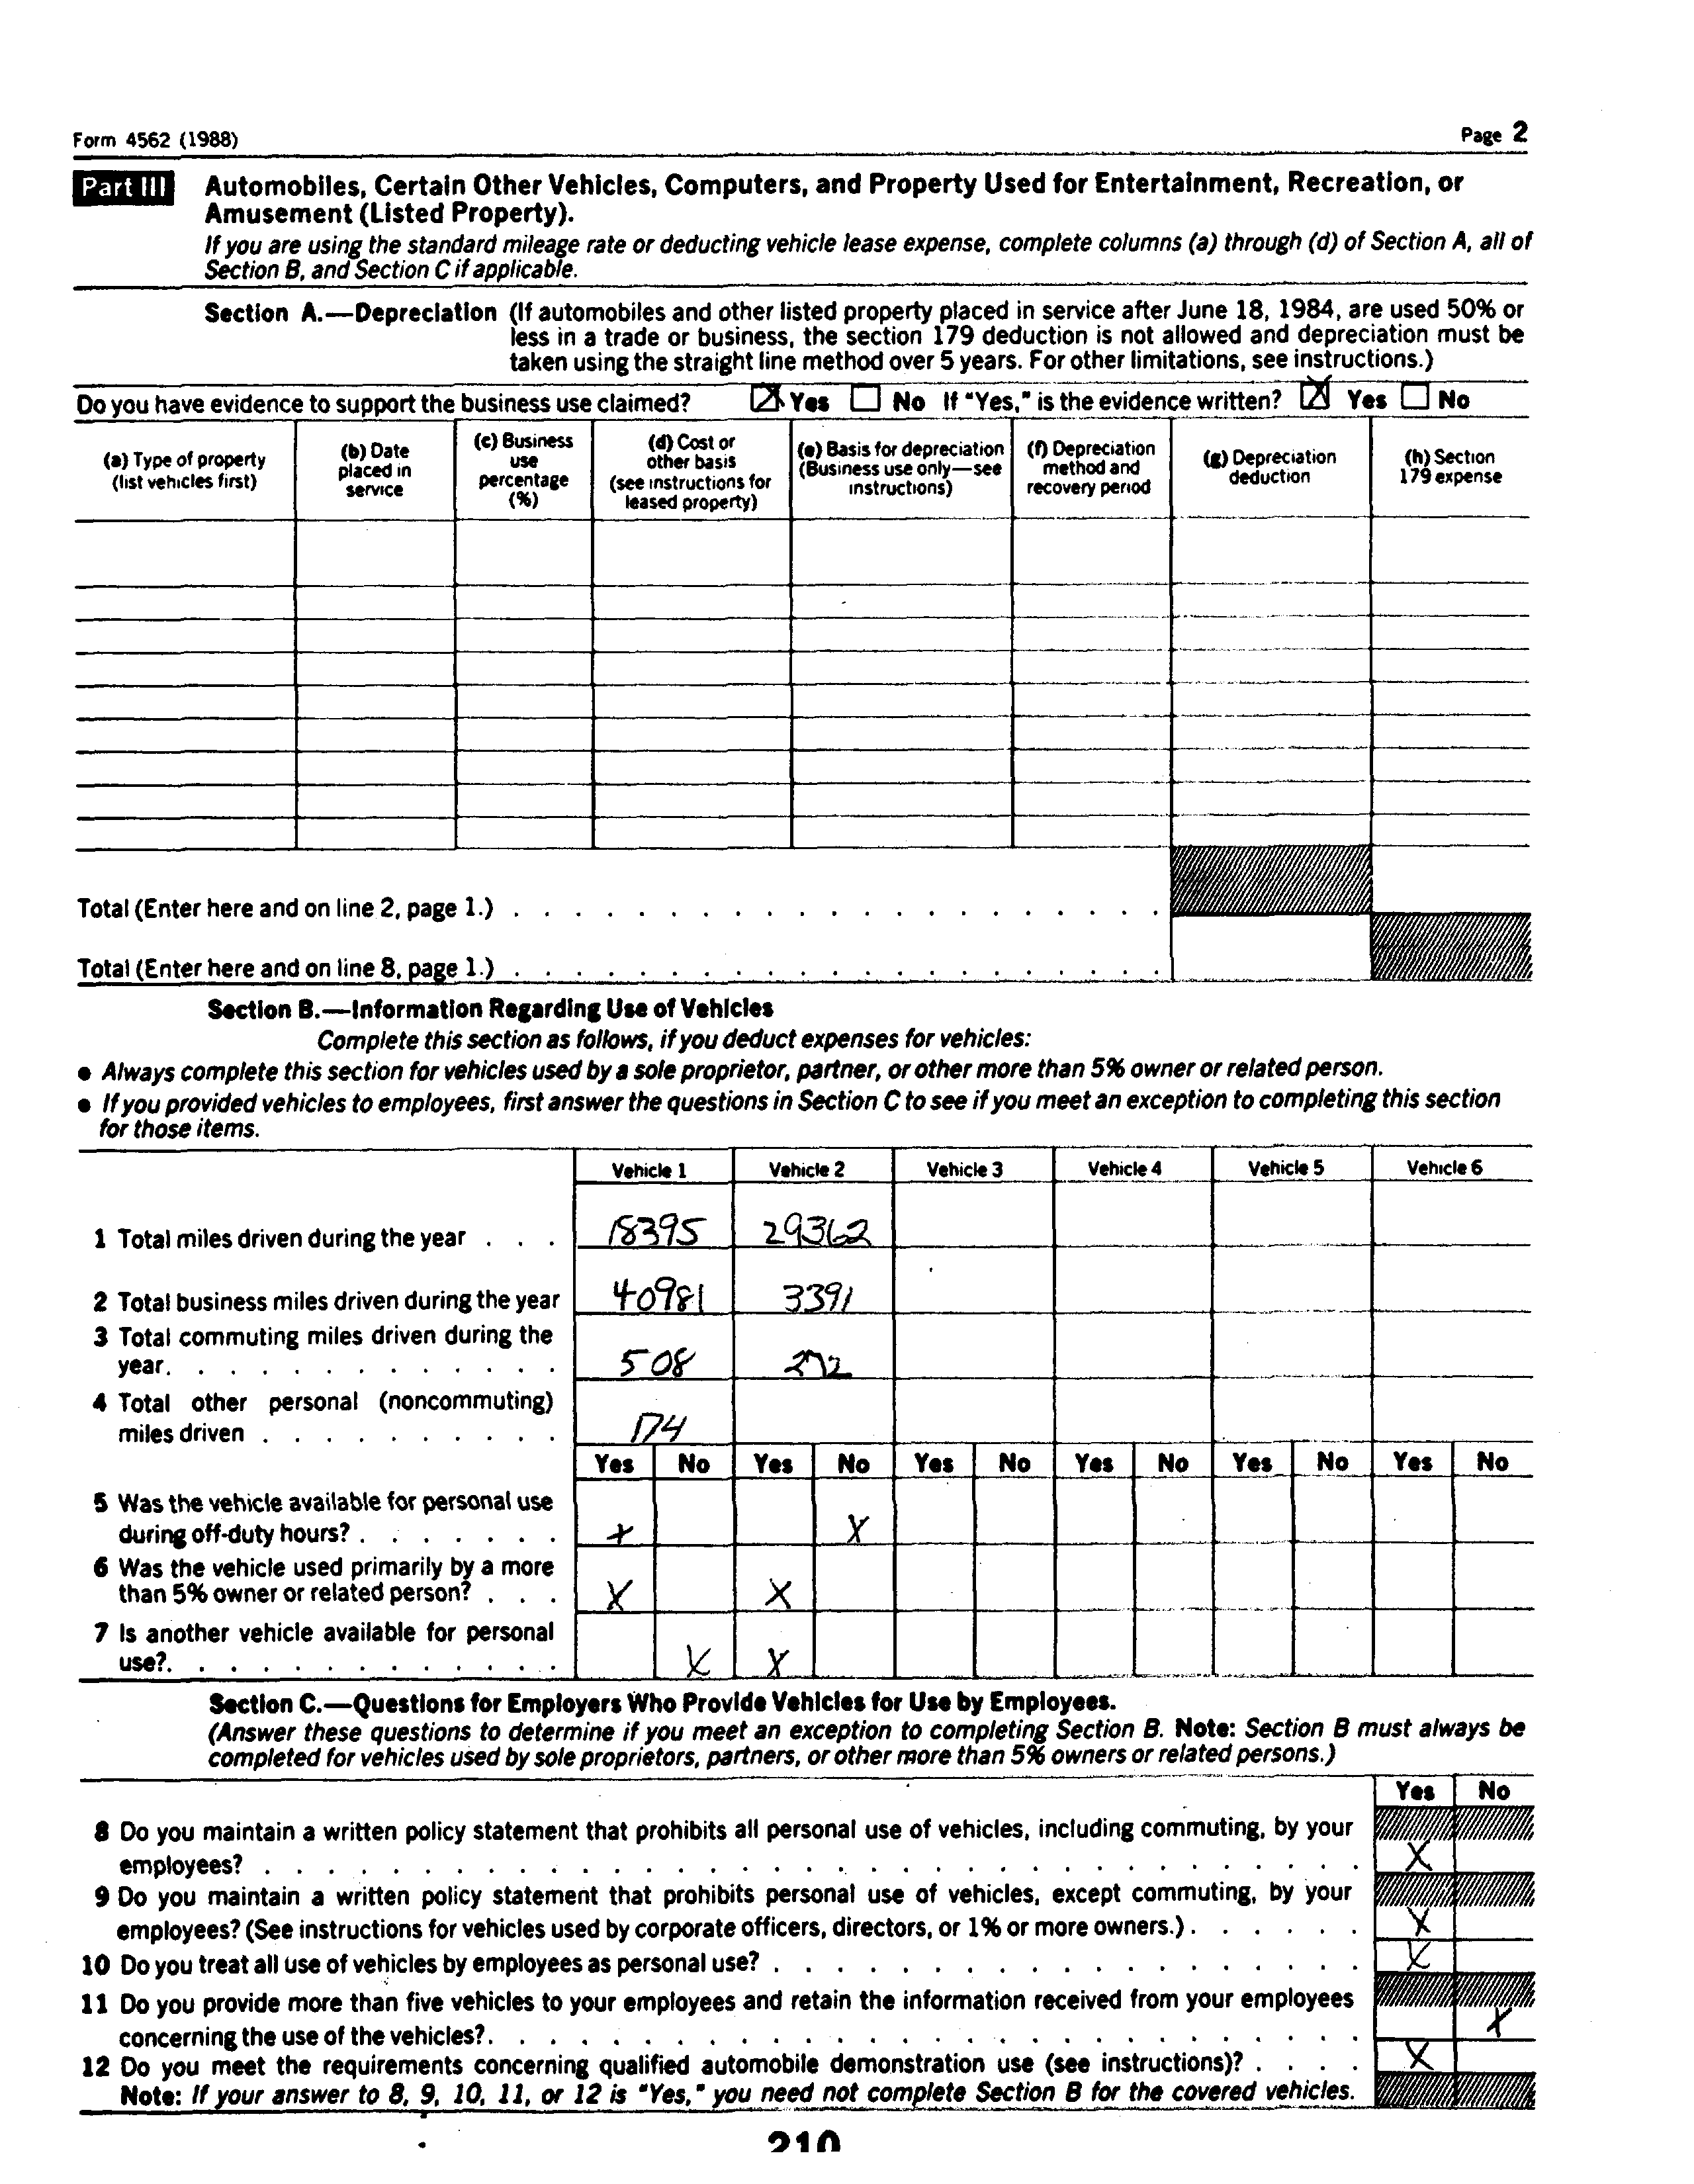 Form 4562 (1988) Page 2
Part III Automobiles, Certain Other Vehicles, Computers, and Property Used for Entertainment, Recreation, or
Amusement (Listed Property).
If you are using the standard mileage rate or deducting vehicle lease expense, complete columns (a) through (d) of Section A, all of
Section B, and Section C if applicable.
Section A.—Depreciation (If automobiles and other listed property placed in service after June 18, 1984, are used 50% or
less in a trade or business, the section 179 deduction is not allowed and depreciation must be
taken using the straight line method over 5 years. For other limitations, see instructions.)
Do you have evidence to support the business use claimed? X Yes No If "Yes," is the evidence written? X Yes No
(a) Type of property
(list vehicles first)
(b) Date
placed in
service
(c) Business
use
percentage
(%)
(d) Cost or
other basis
(see instructions for
leased property)
(e) Basis for depreciation
(Business use only—see
instructions)
(f) Depreciation
method and
recovery period
(g) Depreciation
deduction
(h) Section
179 expense
Total (Enter here and on line 2, page 1.)
Total (Enter here and on line 8, page 1.)
Section B.—Information Regarding Use of Vehicles
Complete this section as follows, if you deduct expenses for vehicles:
● Always complete this section for vehicles used by a sole proprietor, partner, or other more than 5% owner or related person.
● If you provided vehicles to employees, first answer the questions in Section C to see if you meet an exception to completing this section
for those items.
Vehicle 1 Vehicle 2 Vehicle 3 Vehicle 4 Vehicle 5 Vehicle 6
1 Total miles driven during the year . . . 18395 29362
2 Total business miles driven during the year 40981 3391
3 Total commuting miles driven during the
year. . . . . . . . . . . . . 508 272
4 Total other personal (noncommuting)
miles driven . . . . . . . . . . 174
Yes No Yes No Yes No Yes No Yes No Yes No
5 Was the vehicle available for personal use
during off-duty hours? . . . . . . . X X
6 Was the vehicle used primarily by a more
than 5% owner or related person? . . . X X
7 Is another vehicle available for personal
use?. . . . . . . . . . . . . X X
Section C.—Questions for Employers Who Provide Vehicles for Use by Employees.
(Answer these questions to determine if you meet an exception to completing Section B. Note: Section B must always be
completed for vehicles used by sole proprietors, partners, or other more than 5% owners or related persons.)
Yes No
8 Do you maintain a written policy statement that prohibits all personal use of vehicles, including commuting, by your
employees? X
9 Do you maintain a written policy statement that prohibits personal use of vehicles, except commuting, by your
employees? (See instructions for vehicles used by corporate officers, directors, or 1% or more owners.) . . . . . . X
10 Do you treat all use of vehicles by employees as personal use? X
11 Do you provide more than five vehicles to your employees and retain the information received from your employees
concerning the use of the vehicles?. X
12 Do you meet the requirements concerning qualified automobile demonstration use (see instructions)? . . . . X
Note: If your answer to 8, 9, 10, 11, or 12 is "Yes," you need not complete Section B for the covered vehicles.
210